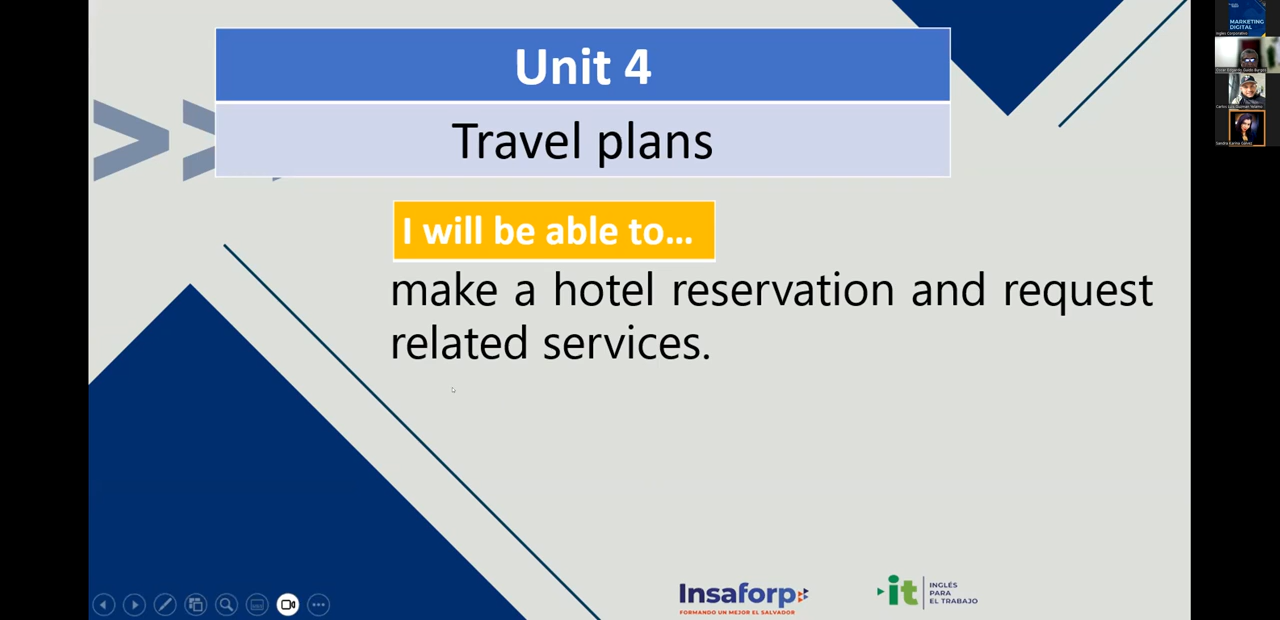 Unit 4
Travel plans
I will be able to...
make a hotel reservation and request
related services.
Insaforp
FORMANDO UN MEJOR EL SALVADOR
it
INGLÉS
PARA
EL TRABAJO
MARKETING
DIGITAL